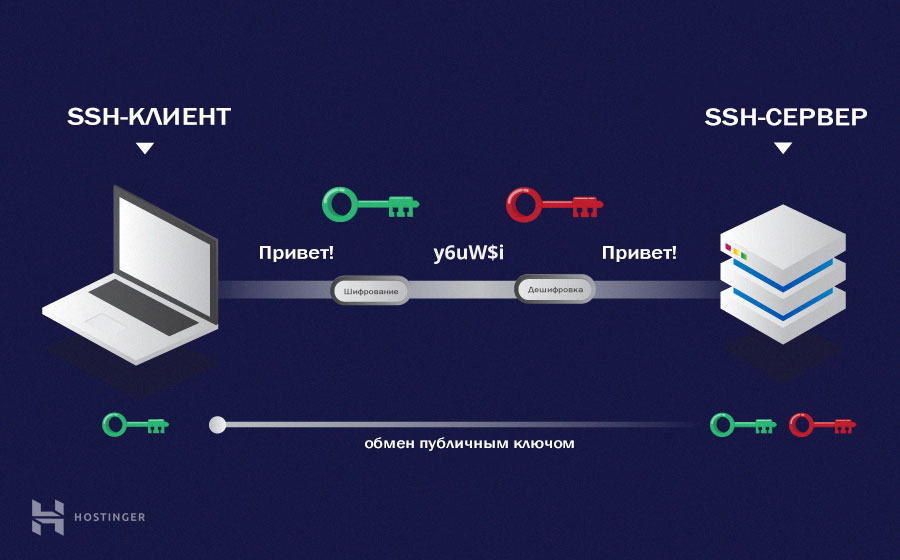 SSH-КЛИЕНТ
SSH-СЕРВЕР
Привет!
y6uW$i
Привет!
Шифрование
Дешифровка
обмен публичным ключом
HOSTINGER